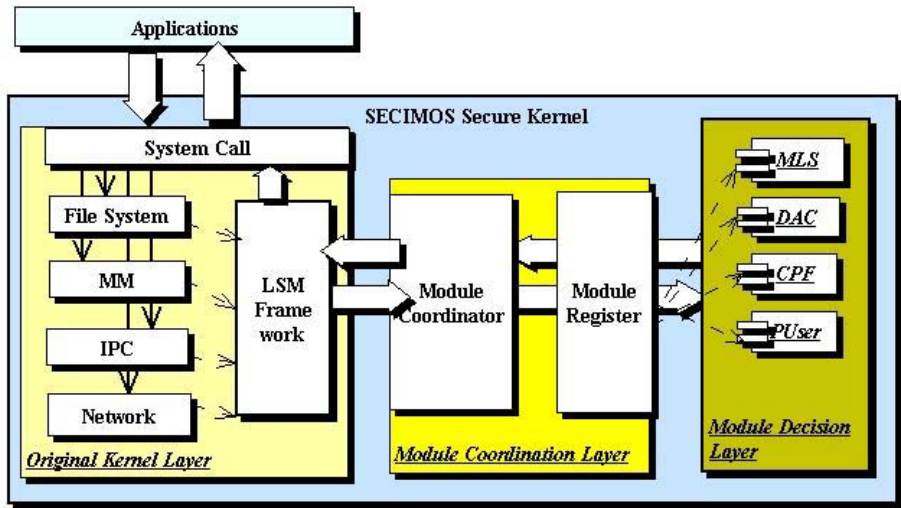 Applications
SECIMOS Secure Kernel
System Call
File System
MM
IPC
Network
LSM
Frame
work
Original Kernel Layer
Module
Coordinator
Module
Register
Module Coordination Layer
MLS
DAC
CPF
PUser
Module Decision
Layer